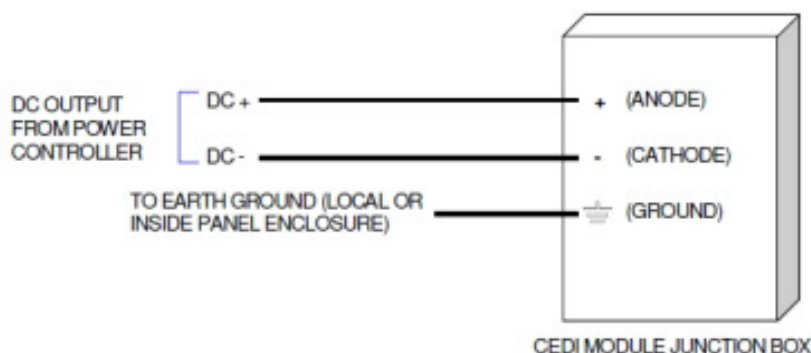 DC OUTPUT
FROM POWER
CONTROLLER
DC +
DC -
TO EARTH GROUND (LOCAL OR
INSIDE PANEL ENCLOSURE)
+ (ANODE)
- (CATHODE)
(GROUND)
CEDI MODULE JUNCTION BOX